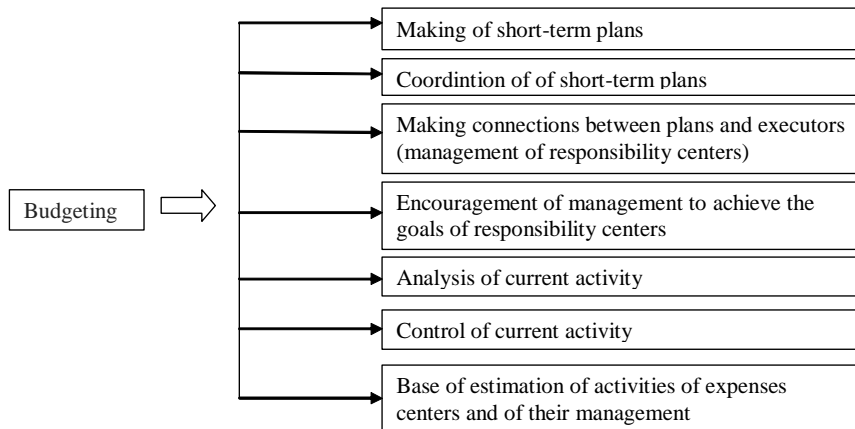 Making of short-term plans
Coordintion of of short-term plans
Making connections between plans and executors
(management of responsibility centers)
Budgeting
Encouragement of management to achieve the
goals of responsibility centers
Analysis of current activity
Control of current activity
Base of estimation of activities of expenses
centers and of their management